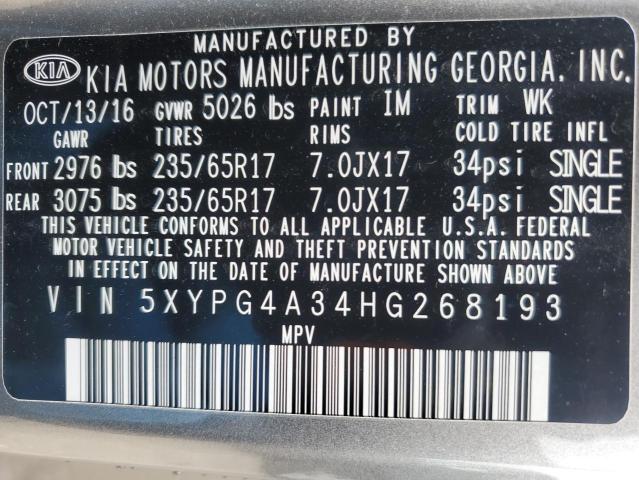 MANUFACTURED BY
KIA KIA MOTORS MANUFACTURING GEORGIA, INC.
OCT/13/16 GVWR 5026 lbs PAINT IM TRIM WK
GAWR TIRES RIMS COLD TIRE INFL
FRONT 2976 lbs 235/65R17 7.0JX17 34psi SINGLE
REAR 3075 lbs 235/65R17 7.0JX17 34psi SINGLE
THIS VEHICLE CONFORMS TO ALL APPLICABLE U.S.A. FEDERAL
MOTOR VEHICLE SAFETY AND THEFT PREVENTION STANDARDS
IN EFFECT ON THE DATE OF MANUFACTURE SHOWN ABOVE
VIN 5XYPG4A34HG268193
MPV